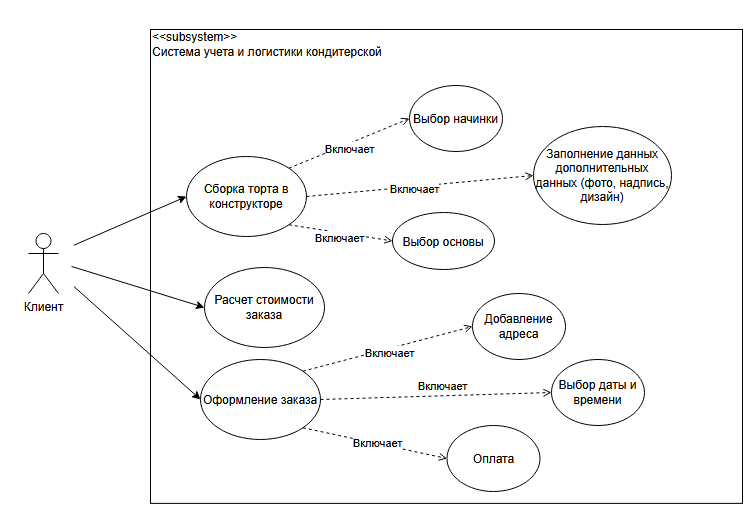 <<subsystem>>
Система учета и логистики кондитерской
Выбор начинки
Включает
Заполнение данных
дополнительных
данных (фото, надпись,
дизайн)
Сборка торта в
конструкторе
Включает
Включает
Выбор основы
Клиент
Расчет стоимости
заказа
Добавление
адреса
Включает
Оформление заказа
Включает
Выбор даты и
времени
Включает
Оплата